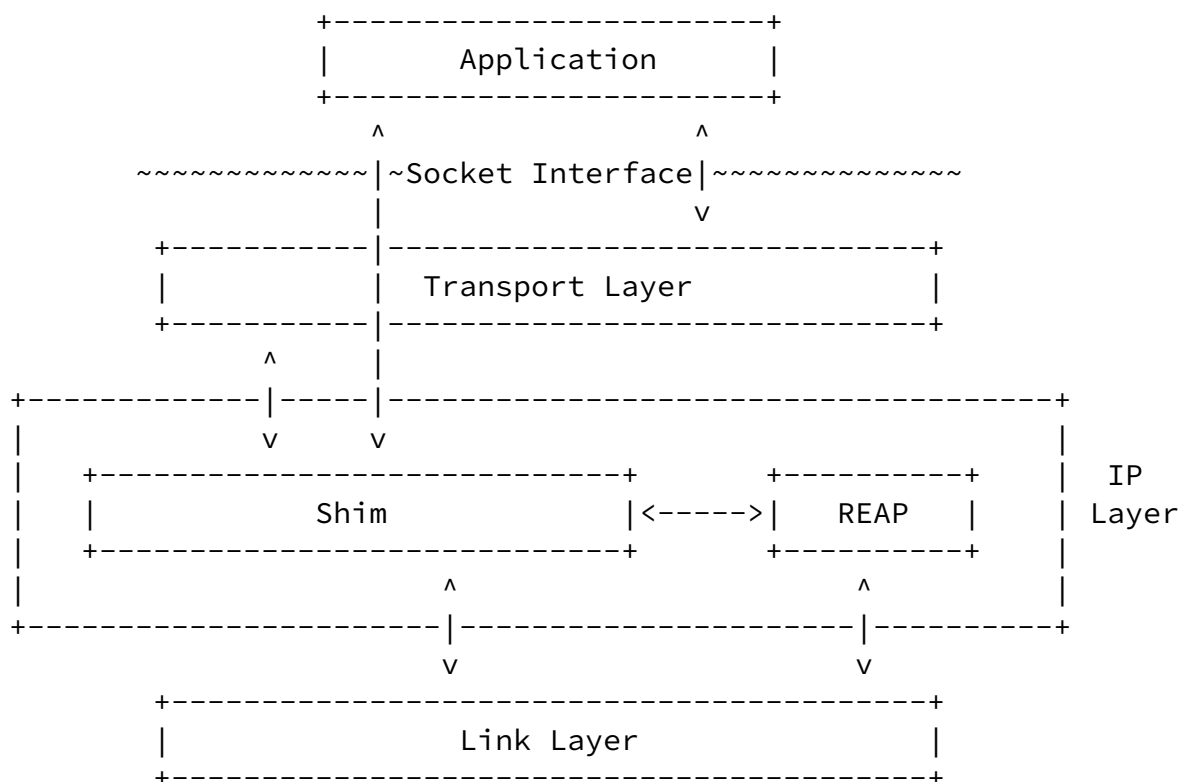 Application
Socket Interface
Transport Layer
IP
Shim REAP Layer
Link Layer